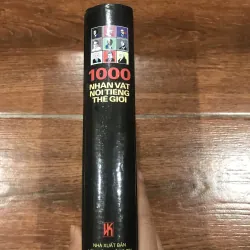 1000
NHÂN VẬT
NỔI TIẾNG
THẾ GIỚI
NHÀ XUẤT BẢN